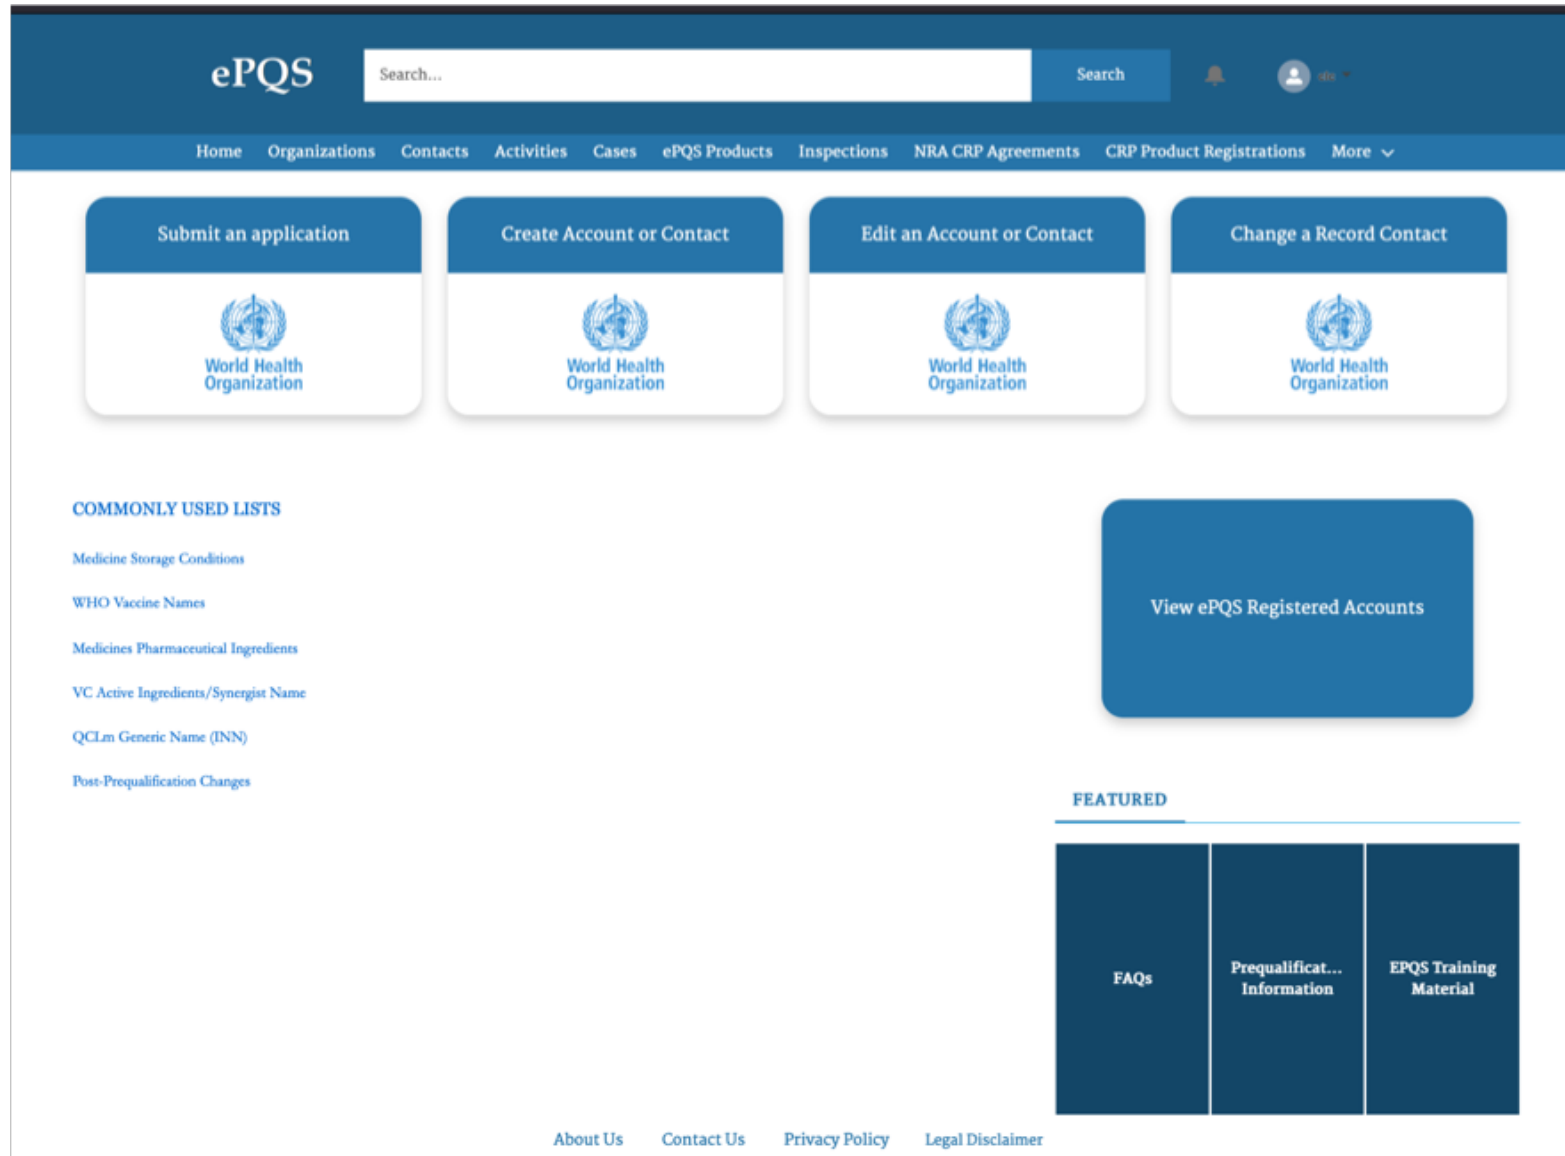 ePQS
Search...
Search
Home Organizations Contacts Activities Cases ePQS Products Inspections NRA CRP Agreements CRP Product Registrations More
Submit an application
Create Account or Contact
Edit an Account or Contact
Change a Record Contact
World Health
Organization
World Health
Organization
World Health
Organization
World Health
Organization
COMMONLY USED LISTS
Medicine Storage Conditions
WHO Vaccine Names
Medicines Pharmaceutical Ingredients
VC Active Ingredients/Synergist Name
QCLm Generic Name (INN)
Post-Prequalification Changes
View ePQS Registered Accounts
FEATURED
FAQs
Prequalificat...
Information
EPQS Training
Material
About Us Contact Us Privacy Policy Legal Disclaimer